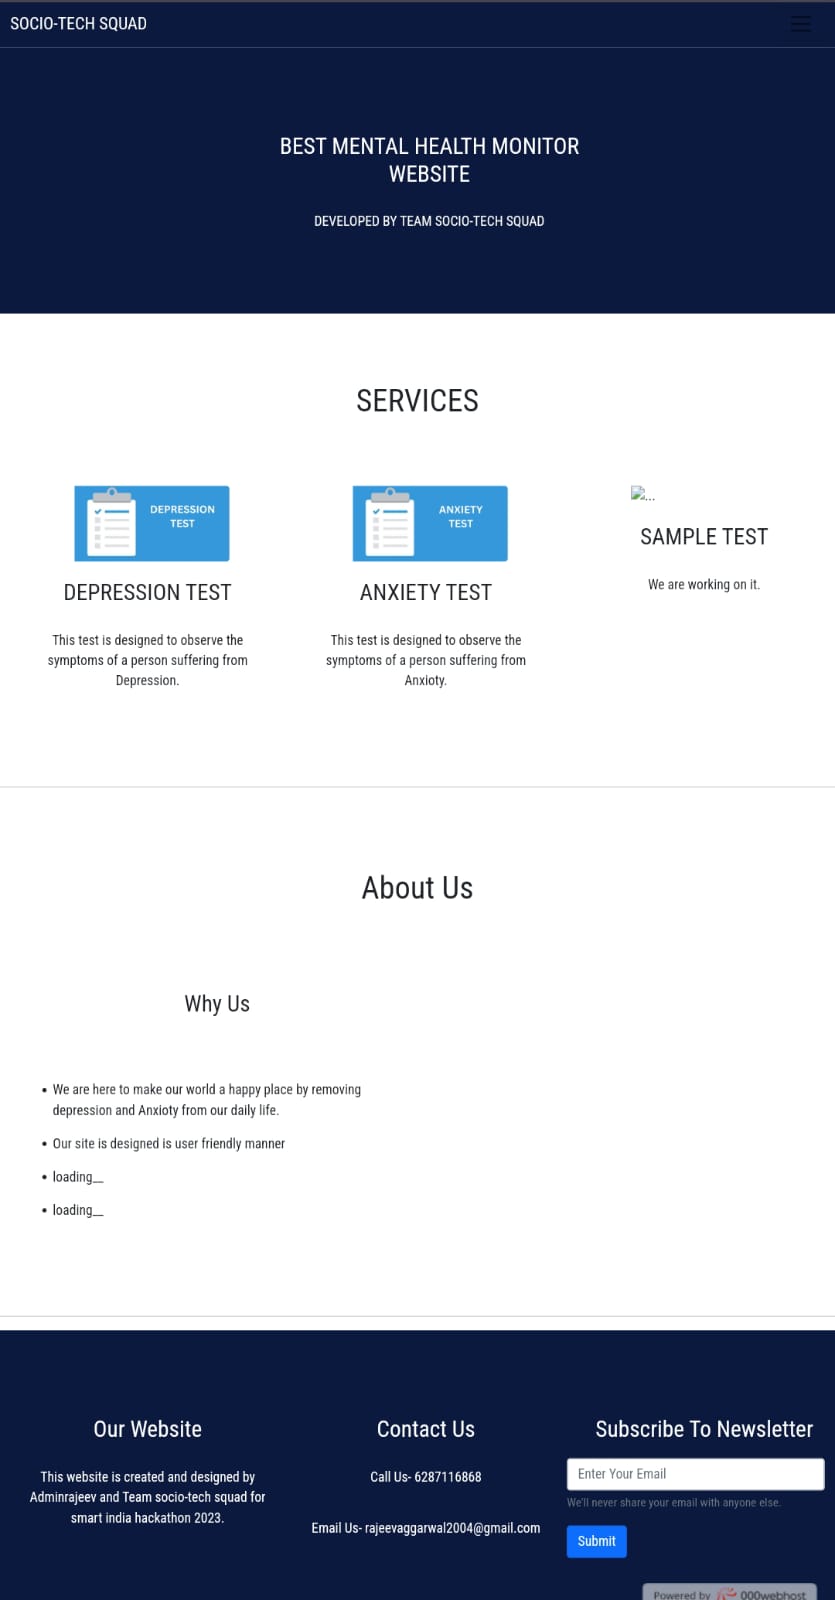 SOCIO-TECH SQUAD
BEST MENTAL HEALTH MONITOR
WEBSITE
DEVELOPED BY TEAM SOCIO-TECH SQUAD
SERVICES
DEPRESSION
TEST
DEPRESSION TEST
This test is designed to observe the
symptoms of a person suffering from
Depression.
ANXIETY
TEST
ANXIETY TEST
This test is designed to observe the
symptoms of a person suffering from
Anxioty.
...
SAMPLE TEST
We are working on it.
About Us
Why Us
• We are here to make our world a happy place by removing
depression and Anxioty from our daily life.
• Our site is designed is user friendly manner
• loading__
• loading__
Our Website
This website is created and designed by
Adminrajeev and Team socio-tech squad for
smart india hackathon 2023.
Contact Us
Call Us- 6287116868
Email Us- rajeevaggarwal2004@gmail.com
Subscribe To Newsletter
Enter Your Email
We'll never share your email with anyone else.
Submit
Powered by 000webhost